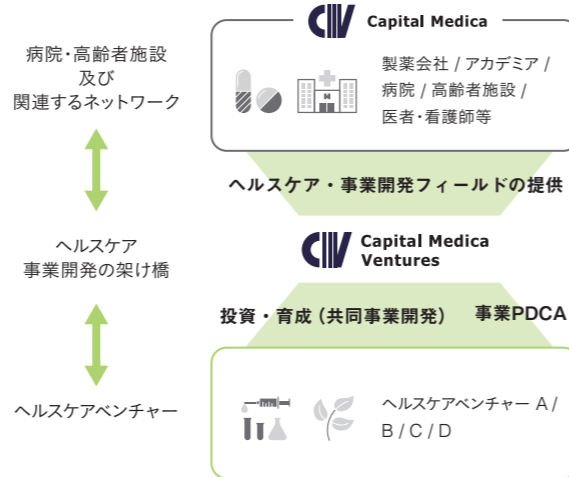 病院・高齢者施設
及び
関連するネットワーク
Capital Medica
製薬会社 / アカデミア /
病院 / 高齢者施設 /
医者・看護師等
ヘルスケア・事業開発フィールドの提供
ヘルスケア
事業開発の架け橋
Capital Medica
Ventures
投資・育成（共同事業開発） 事業PDCA
ヘルスケアベンチャー
ヘルスケアベンチャー A /
B / C / D